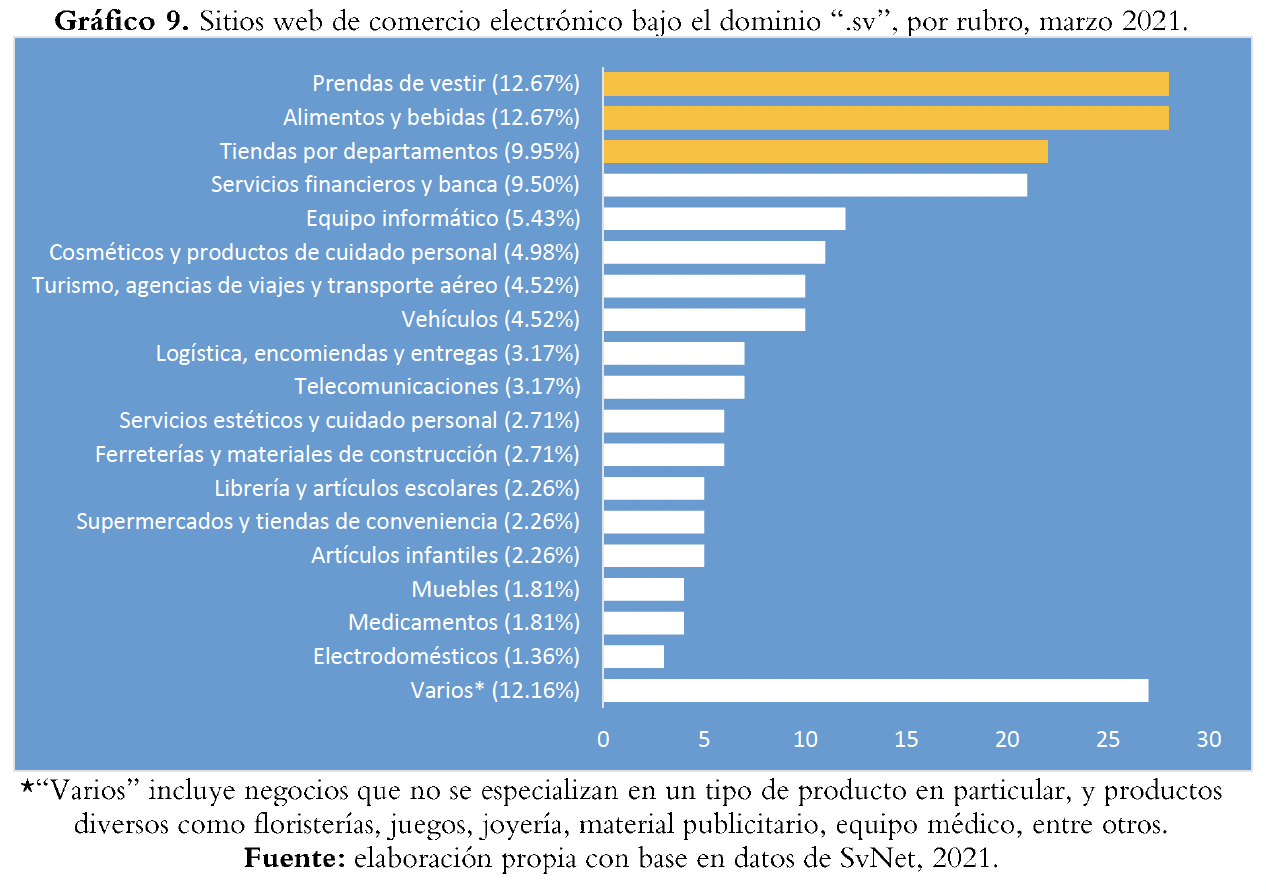 Gráfico 9. Sitios web de comercio electrónico bajo el dominio “.sv”, por rubro, marzo 2021.
Prendas de vestir (12.67%)
Alimentos y bebidas (12.67%)
Tiendas por departamentos (9.95%)
Servicios financieros y banca (9.50%)
Equipo informático (5.43%)
Cosméticos y productos de cuidado personal (4.98%)
Turismo, agencias de viajes y transporte aéreo (4.52%)
Vehículos (4.52%)
Logística, encomiendas y entregas (3.17%)
Telecomunicaciones (3.17%)
Servicios estéticos y cuidado personal (2.71%)
Ferreterías y materiales de construcción (2.71%)
Librería y artículos escolares (2.26%)
Supermercados y tiendas de conveniencia (2.26%)
Artículos infantiles (2.26%)
Muebles (1.81%)
Medicamentos (1.81%)
Electrodomésticos (1.36%)
Varios* (12.16%)
0 5 10 15 20 25 30
*“Varios” incluye negocios que no se especializan en un tipo de producto en particular, y productos
diversos como floristerías, juegos, joyería, material publicitario, equipo médico, entre otros.
Fuente: elaboración propia con base en datos de SvNet, 2021.